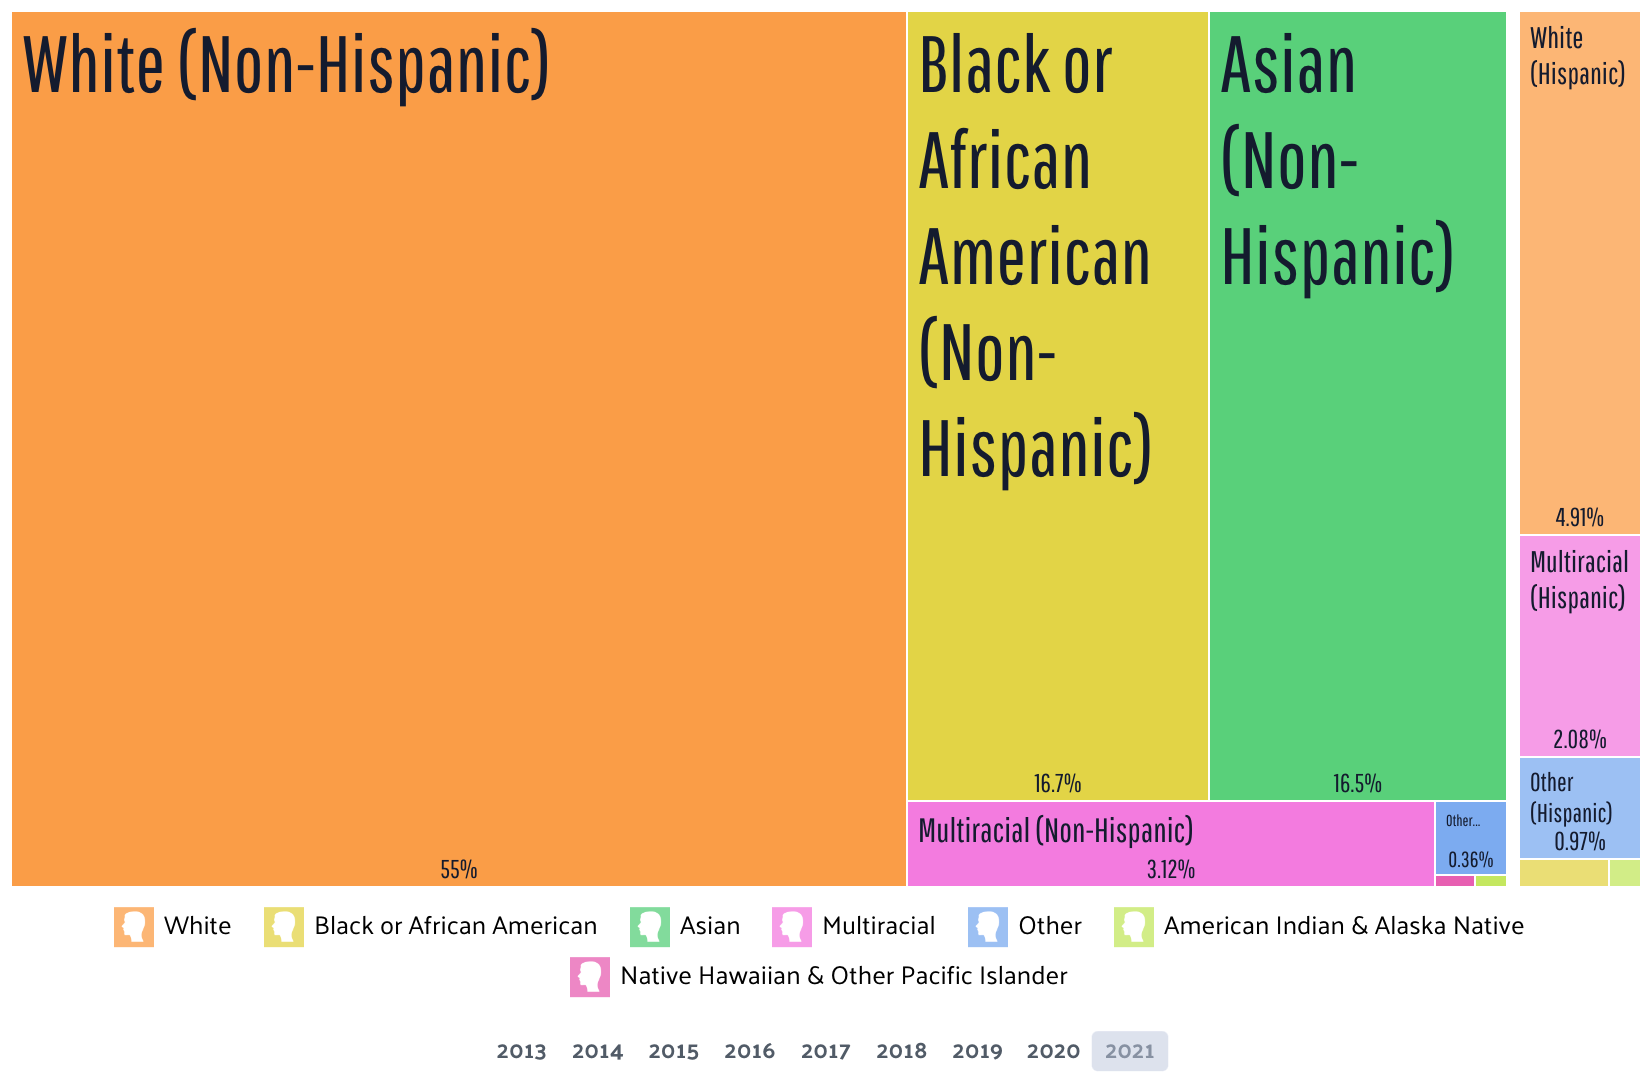 White (Non-Hispanic)
55%
Black or
African
American
(Non-
Hispanic)
16.7%
Asian
(Non-
Hispanic)
16.5%
Multiracial (Non-Hispanic)
3.12%
Other...
0.36%
White
(Hispanic)
4.91%
Multiracial
(Hispanic)
2.08%
Other
(Hispanic)
0.97%
White
Black or African American
Asian
Multiracial
Other
American Indian & Alaska Native
Native Hawaiian & Other Pacific Islander
2013 2014 2015 2016 2017 2018 2019 2020 2021